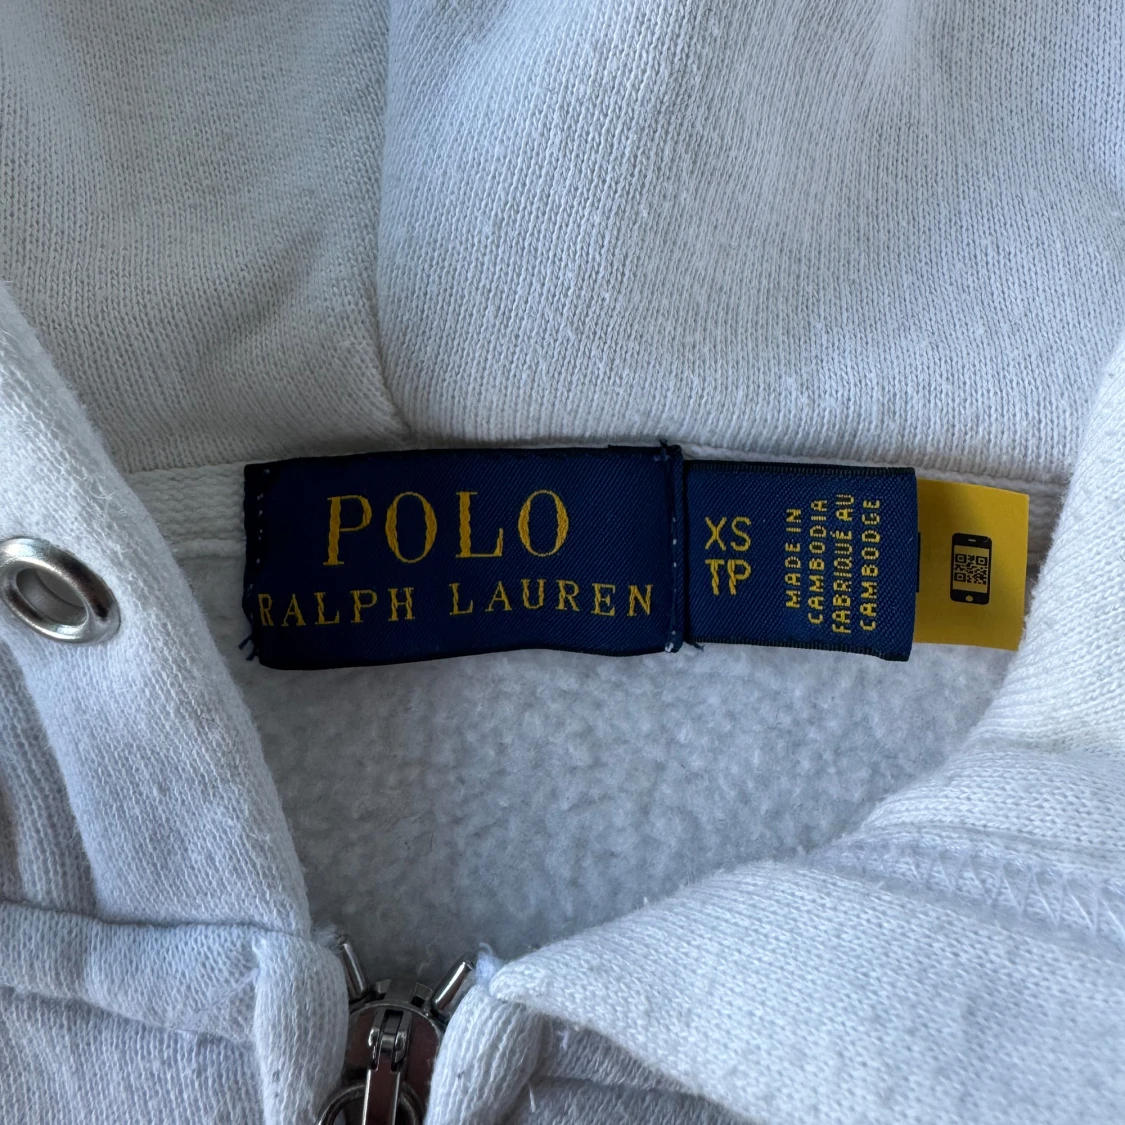 POLO
RALPH LAUREN
XS
TP
MADE IN
CAMBODIA
FABRIQUÉ AU
CAMBODGE